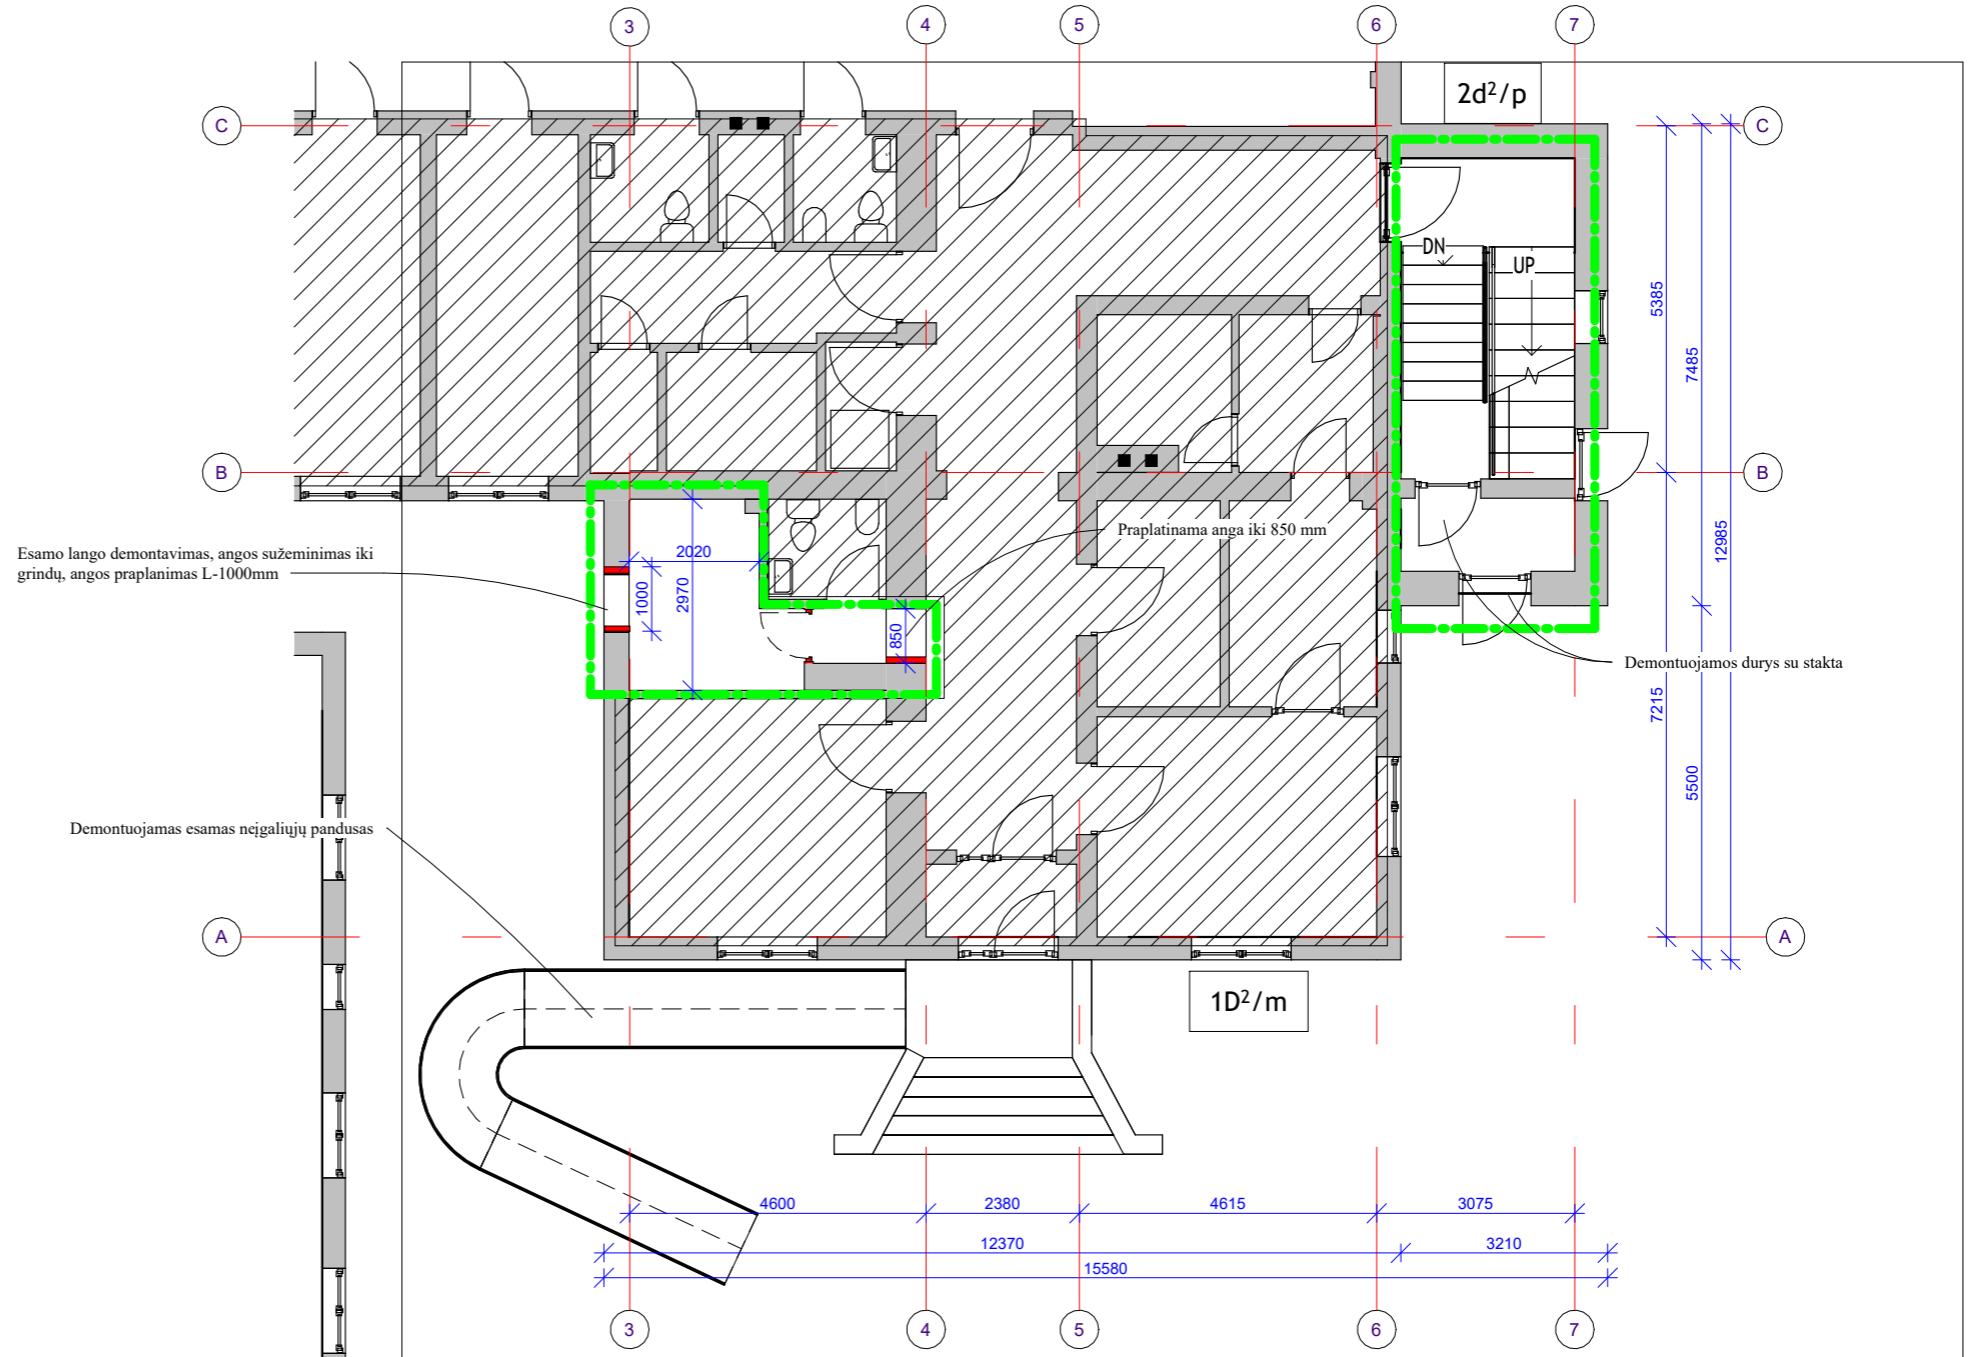 3
4
5
6
7
2d²/p
C
C
DN
UP
5385
7485
B
B
Esamo lango demontavimas, angos sužeminimas iki
grindų, angos praplanimas L-1000mm
2020
1000
2970
850
Praplatinama anga iki 850 mm
12985
Demontuojamos durys su stakta
7215
5500
Demontuojamas esamas neįgaliųjų pandusas
A
A
1D²/m
4600
2380
4615
3075
12370
3210
15580
3
4
5
6
7